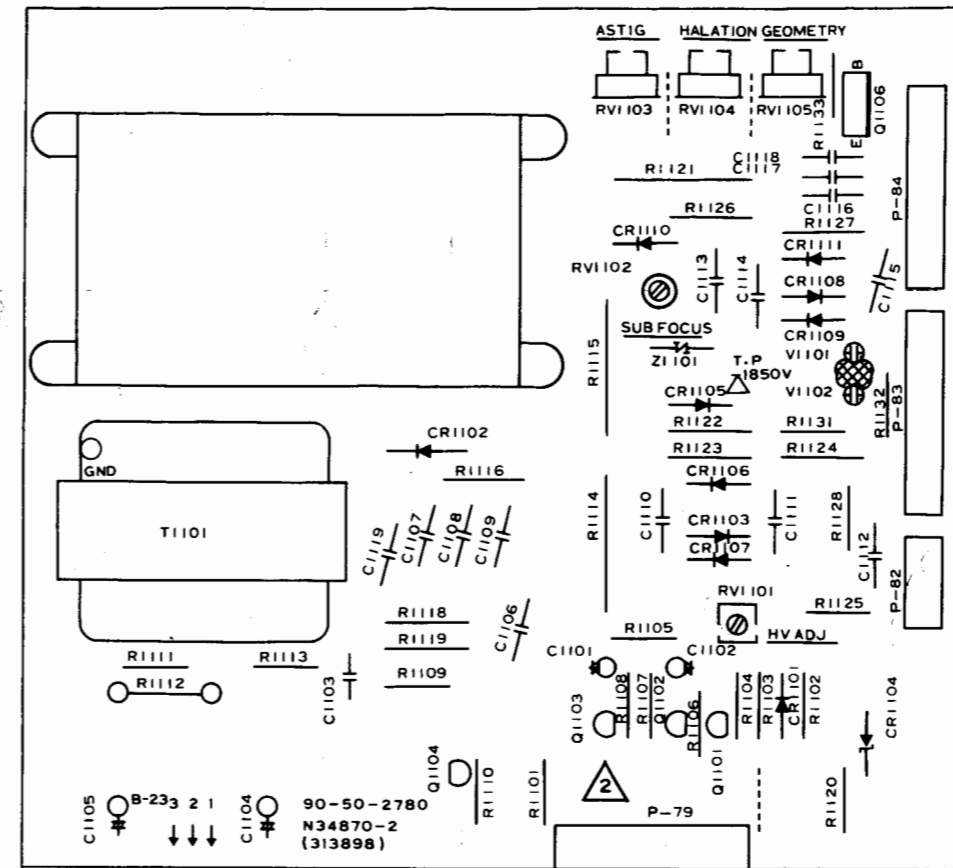 ASTIG HALATION GEOMETRY
RV1103 RV1104 RV1105
R1133
B
Q1106
E
P-84
C1118
C1117
R1121
C1116
R1126
R1127
CR1110
CR1111
RV1102
C1113
C1114
CR1108
C1115
SUB FOCUS
CR1109
Z1101
R1115
T.P
-1850V
V1101
V1102
R1132
P-83
CR1105
R1122
R1131
R1123
R1124
CR1102
R1116
CR1106
GND
T1101
C1119
C1107
C1108
C1109
R1114
C1110
CR1103
CR1107
C1111
R1128
C1112
P-82
RV1101
R1125
R1118
C1106
R1105
HV ADJ
R1119
R1109
C1101
C1102
R1111
R1113
R1112
C1103
Q1103
R1108
R1107
Q1102
R1106
Q1101
R1104
R1103
CR1101
R1102
CR1104
Q1104
R1110
R1101
2
R1120
P-79
C1105
B-23 3 2 1
C1104
90-50-2780
N34870-2
(313898)